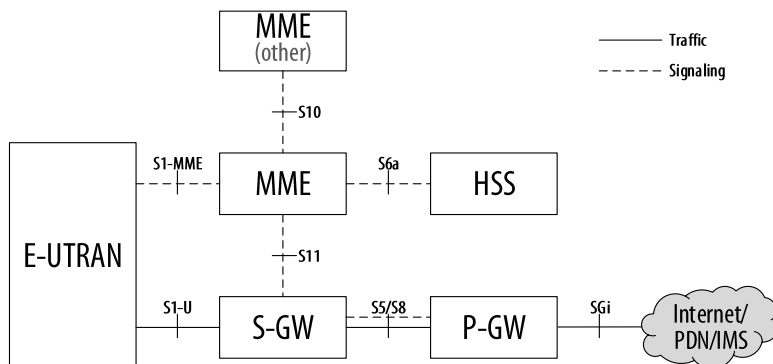 MME
(other)
Traffic
Signaling
S10
S1-MME
MME
S6a
HSS
E-UTRAN
S11
S1-U
S-GW
S5/S8
P-GW
SGi
Internet/
PDN/IMS